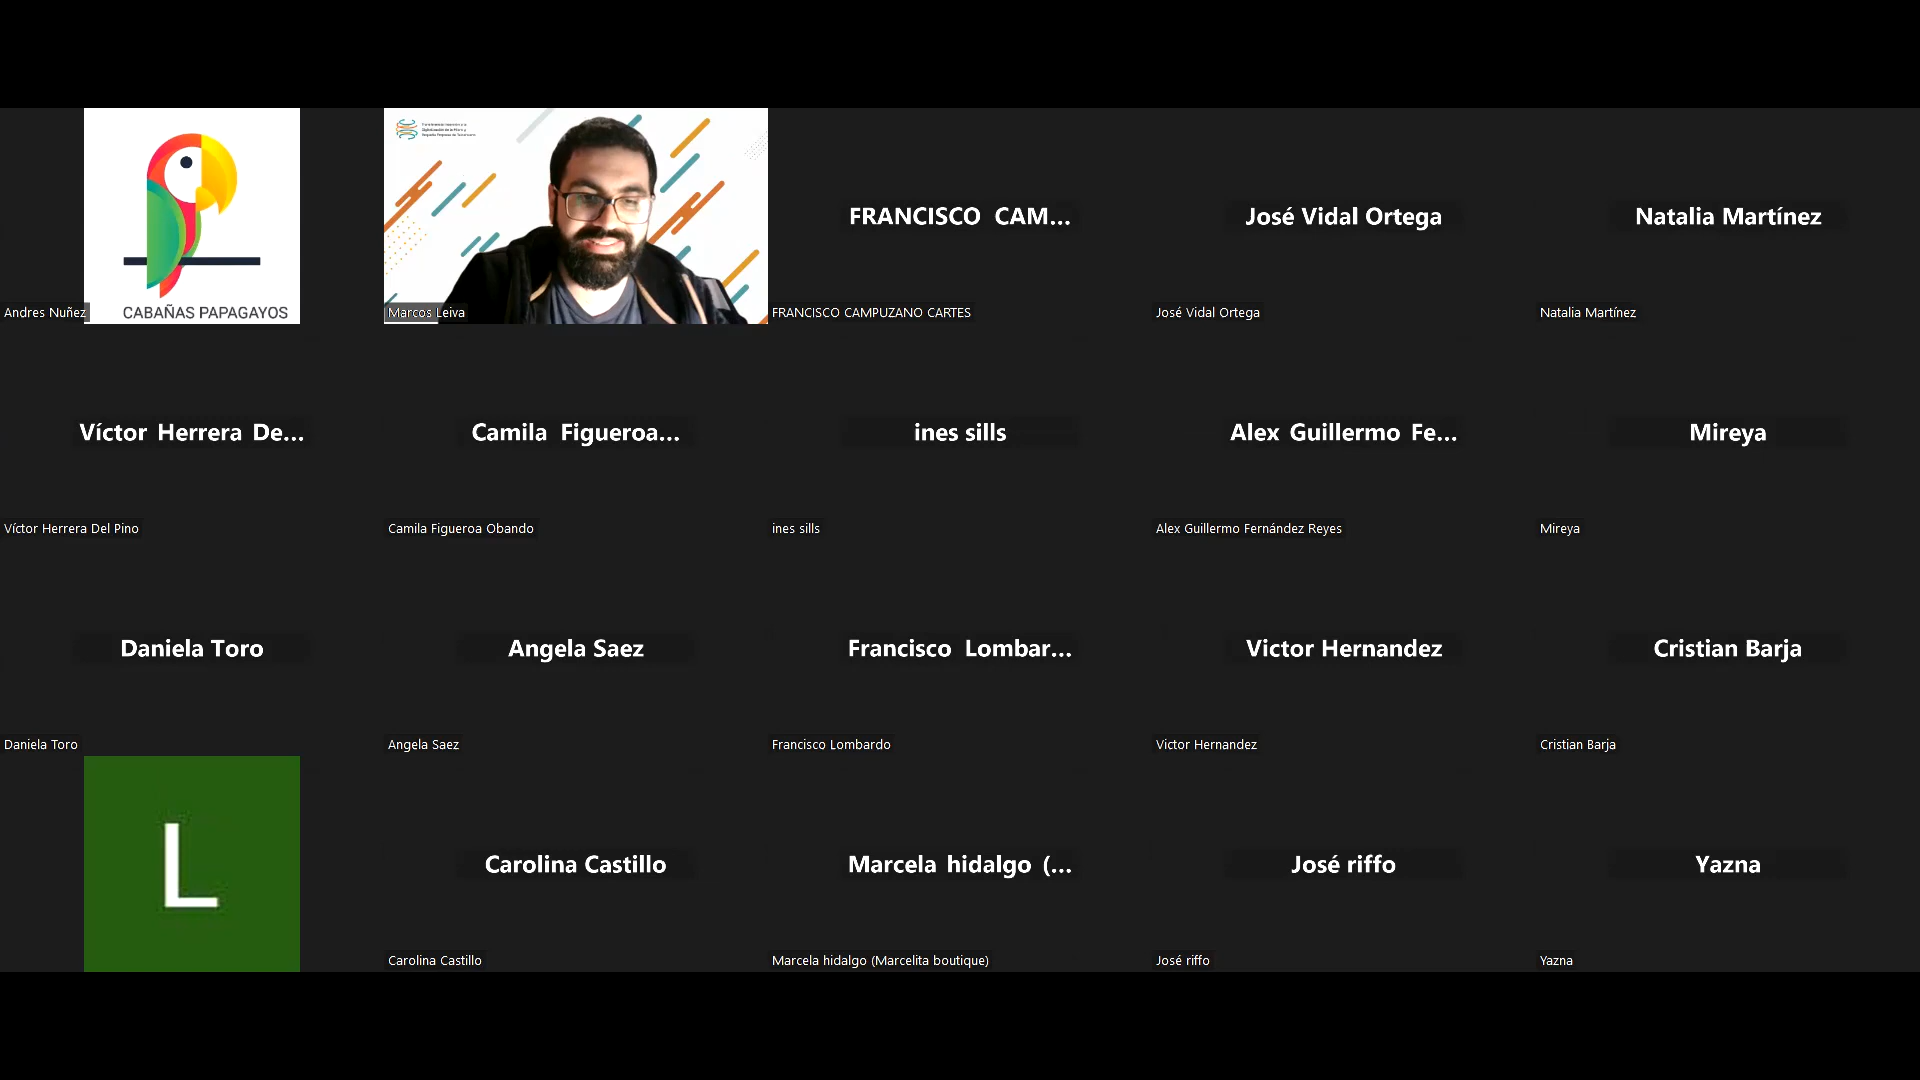 CABAÑAS PAPAGAYOS
Andres Nuñez
Marcos Leiva
FRANCISCO CAM...
FRANCISCO CAMPUZANO CARTES
José Vidal Ortega
José Vidal Ortega
Natalia Martínez
Natalia Martínez
Víctor Herrera De...
Víctor Herrera Del Pino
Camila Figueroa...
Camila Figueroa Obando
ines sills
ines sills
Alex Guillermo Fe...
Alex Guillermo Fernández Reyes
Mireya
Mireya
Daniela Toro
Daniela Toro
Angela Saez
Angela Saez
Francisco Lombar...
Francisco Lombardo
Victor Hernandez
Victor Hernandez
Cristian Barja
Cristian Barja
L
Carolina Castillo
Carolina Castillo
Marcela hidalgo (...
Marcela hidalgo (Marcelita boutique)
José riffo
José riffo
Yazna
Yazna